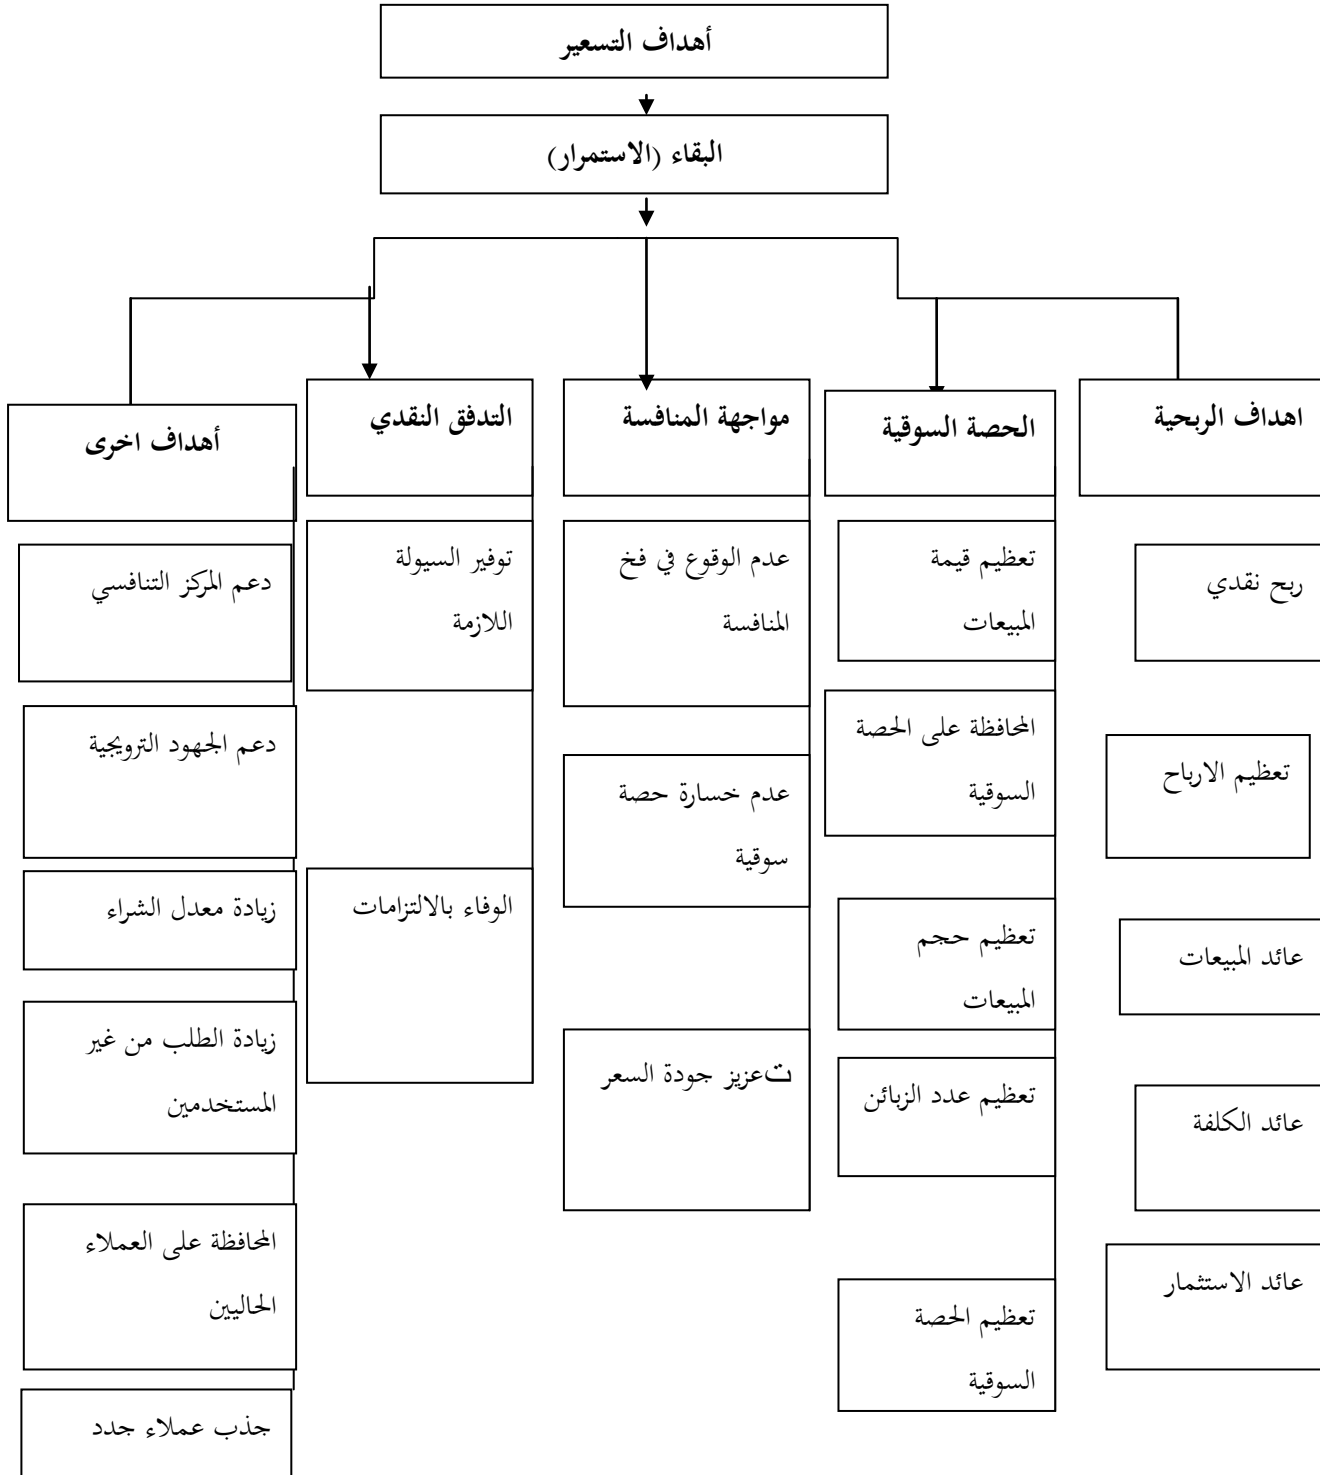 أهداف التسعير
البقاء (الاستمرار)
اهداف الربحية
ربح نقدي
تعظيم الارباح
عائد المبيعات
عائد الكلفة
عائد الاستثمار
الحصة السوقية
تعظيم قيمة
المبيعات
المحافظة على الحصة
السوقية
تعظيم حجم
المبيعات
تعظيم عدد الزبائن
تعظيم الحصة
السوقية
مواجهة المنافسة
عدم الوقوع في فخ
المنافسة
عدم خسارة حصة
سوقية
تعزيز جودة السعر
التدفق النقدي
توفير السيولة
اللازمة
الوفاء بالالتزامات
أهداف اخرى
دعم المركز التنافسي
دعم الجهود الترويجية
زيادة معدل الشراء
زيادة الطلب من غير
المستخدمين
المحافظة على العملاء
الحاليين
جذب عملاء جدد